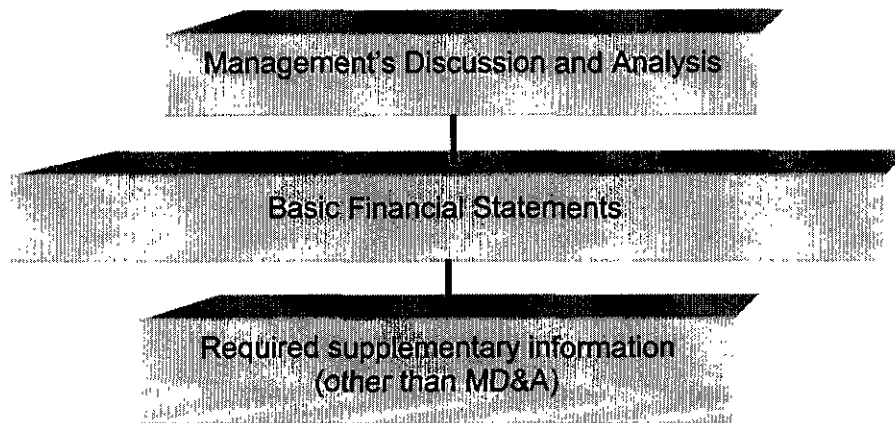 Management's Discussion and Analysis
Basic Financial Statements
Required supplementary information
(other than MD&A)